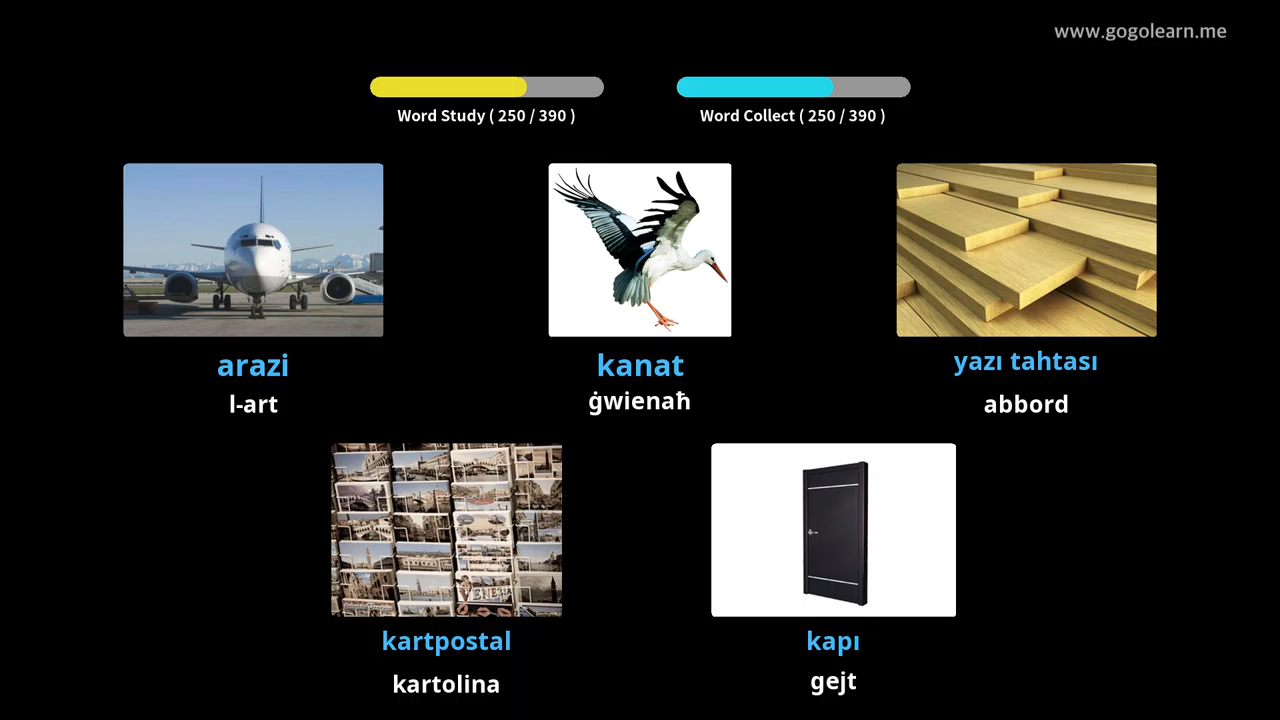 www.gogolearn.me
Word Study ( 250 / 390 )
Word Collect ( 250 / 390 )
arazi
l-art
kanat
ġwienaħ
yazı tahtası
abbord
VENEZIA
kartpostal
kartolina
kapı
gejt